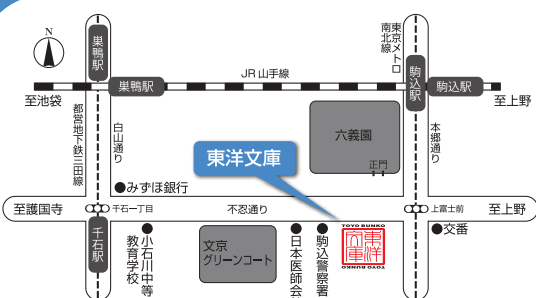 N
巣鴨駅
東京メトロ
南北線
JR山手線
巣鴨駅
駒込駅
駒込駅
至池袋
至上野
都営地下鉄三田線
白山通り
六義園
正門
本郷通り
東洋文庫
みずほ銀行
至護国寺
千石一丁目
不忍通り
上富士前
至上野
千石駅
小石川中等
教育学校
文京
グリーンコート
日本医師会
駒込警察署
TOYO BUNKO
東洋
文庫
TOYO BUNKO
交番